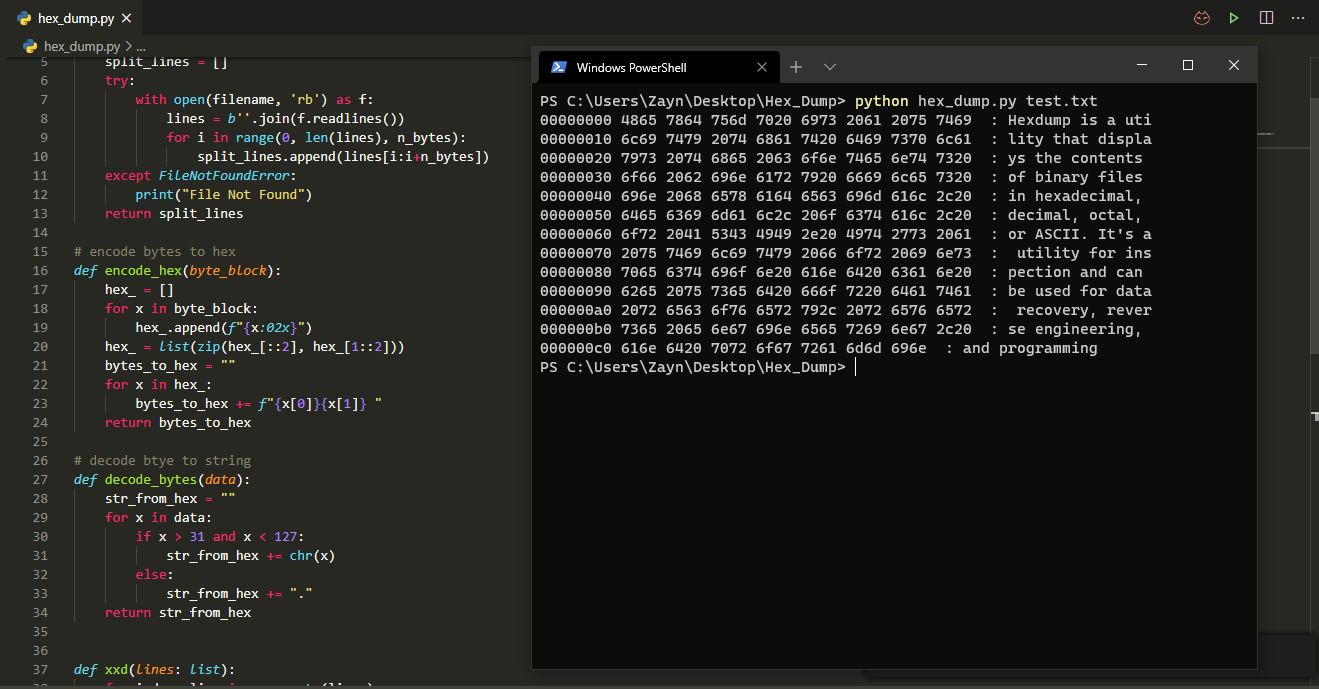 hex_dump.py ×
hex_dump.py > ...
5 split_lines = []
6 try:
7 with open(filename, 'rb') as f:
8 lines = b''.join(f.readlines())
9 for i in range(0, len(lines), n_bytes):
10 split_lines.append(lines[i:i+n_bytes])
11 except FileNotFoundError:
12 print("File Not Found")
13 return split_lines
14
15 # encode bytes to hex
16 def encode_hex(byte_block):
17 hex_ = []
18 for x in byte_block:
19 hex_.append(f"{x:02x}")
20 hex_ = list(zip(hex_[::2], hex_[1::2]))
21 bytes_to_hex = ""
22 for x in hex_:
23 bytes_to_hex += f"{x[0]}{x[1]} "
24 return bytes_to_hex
25
26 # decode btye to string
27 def decode_bytes(data):
28 str_from_hex = ""
29 for x in data:
30 if x > 31 and x < 127:
31 str_from_hex += chr(x)
32 else:
33 str_from_hex += "."
34 return str_from_hex
35
36
37 def xxd(lines: list):
Windows PowerShell
PS C:\Users\Zayn\Desktop\Hex_Dump> python hex_dump.py test.txt
00000000 4865 7864 756d 7020 6973 2061 2075 7469 : Hexdump is a uti
00000010 6c69 7479 2074 6861 7420 6469 7370 6c61 : lity that displa
00000020 7973 2074 6865 2063 6f6e 7465 6e74 7320 : ys the contents
00000030 6f66 2062 696e 6172 7920 6669 6c65 7320 : of binary files
00000040 696e 2068 6578 6164 6563 696d 616c 2c20 : in hexadecimal,
00000050 6465 6369 6d61 6c2c 206f 6374 616c 2c20 : decimal, octal,
00000060 6f72 2041 5343 4949 2e20 4974 2773 2061 : or ASCII. It's a
00000070 2075 7469 6c69 7479 2066 6f72 2069 6e73 :  utility for ins
00000080 7065 6374 696f 6e20 616e 6420 6361 6e20 : pection and can
00000090 6265 2075 7365 6420 666f 7220 6461 7461 : be used for data
000000a0 2072 6563 6f76 6572 792c 2072 6576 6572 :  recovery, rever
000000b0 7365 2065 6e67 696e 6565 7269 6e67 2c20 : se engineering,
000000c0 616e 6420 7072 6f67 7261 6d6d 696e : and programming
PS C:\Users\Zayn\Desktop\Hex_Dump>